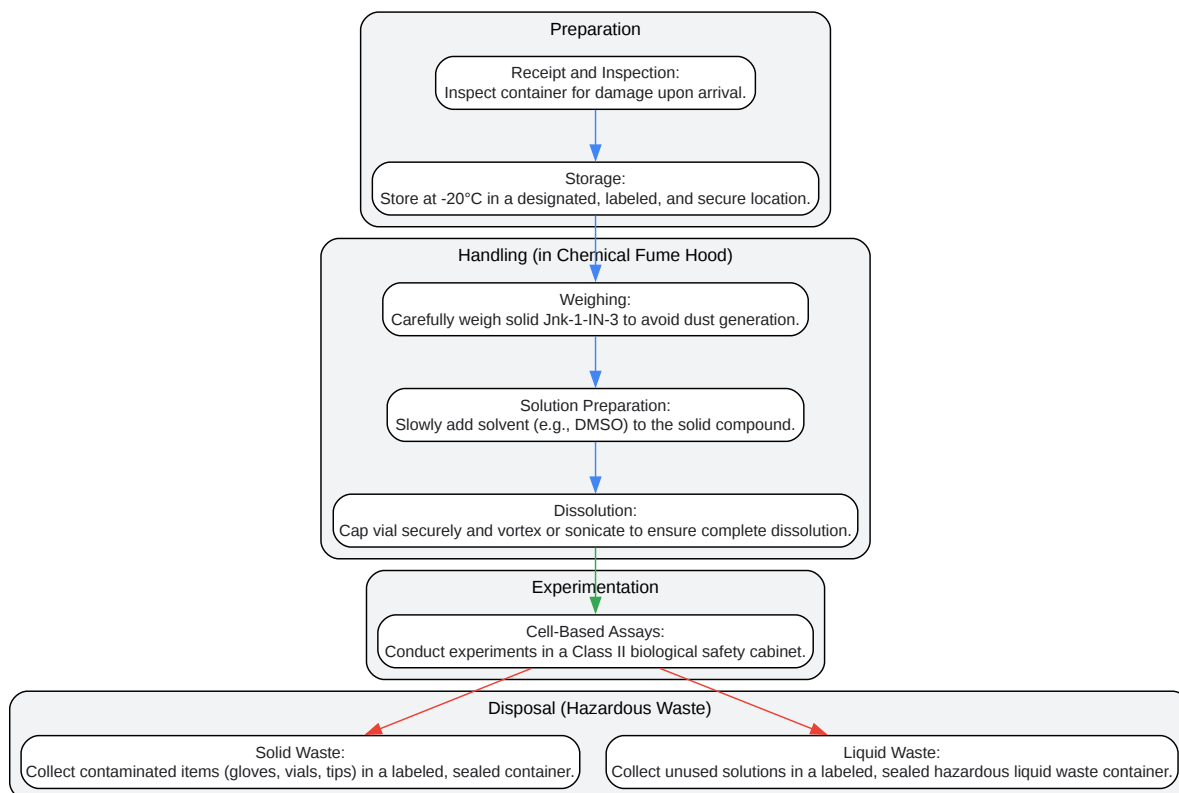 Preparation
Receipt and Inspection:
Inspect container for damage upon arrival.
Storage:
Store at -20°C in a designated, labeled, and secure location.
Handling (in Chemical Fume Hood)
Weighing:
Carefully weigh solid Jnk-1-IN-3 to avoid dust generation.
Solution Preparation:
Slowly add solvent (e.g., DMSO) to the solid compound.
Dissolution:
Cap vial securely and vortex or sonicate to ensure complete dissolution.
Experimentation
Cell-Based Assays:
Conduct experiments in a Class II biological safety cabinet.
Disposal (Hazardous Waste)
Solid Waste:
Collect contaminated items (gloves, vials, tips) in a labeled, sealed container.
Liquid Waste:
Collect unused solutions in a labeled, sealed hazardous liquid waste container.